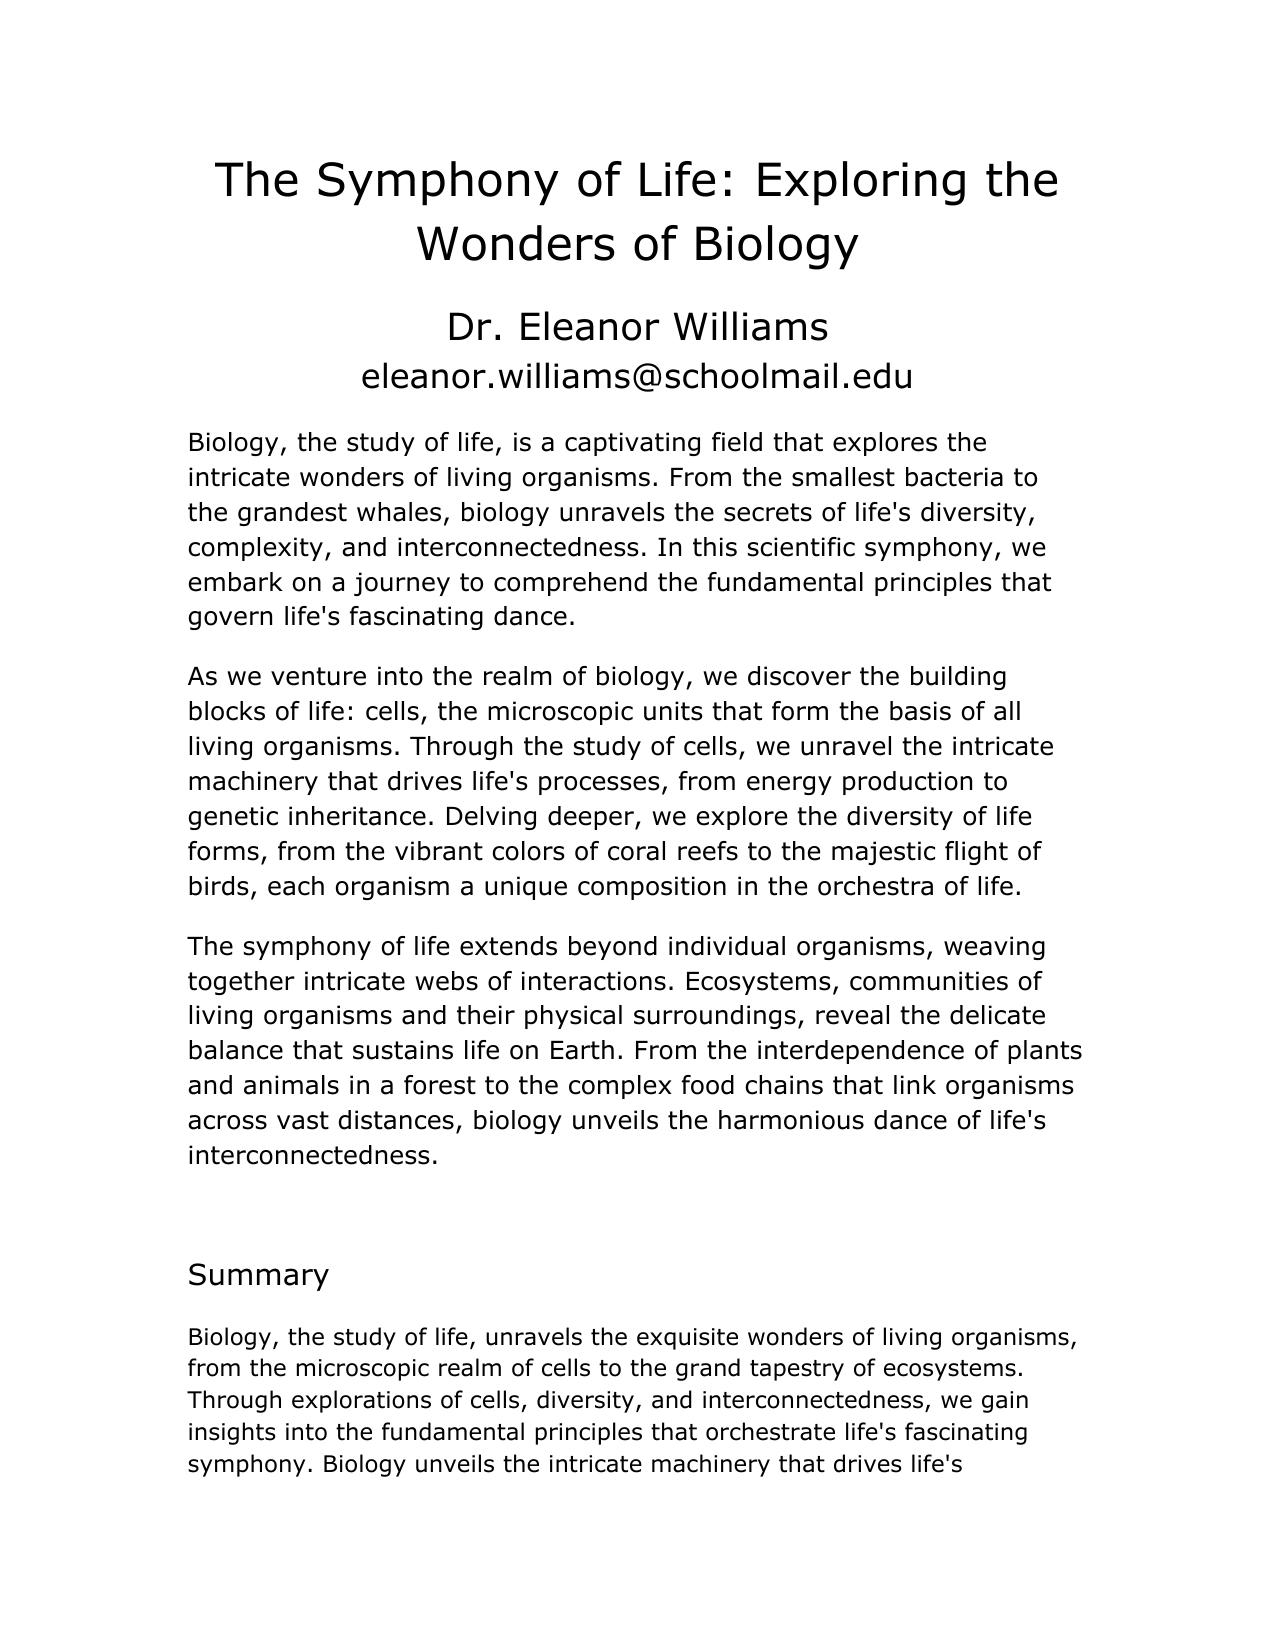 The Symphony of Life: Exploring the
Wonders of Biology
Dr. Eleanor Williams
eleanor.williams@schoolmail.edu
Biology, the study of life, is a captivating field that explores the
intricate wonders of living organisms. From the smallest bacteria to
the grandest whales, biology unravels the secrets of life's diversity,
complexity, and interconnectedness. In this scientific symphony, we
embark on a journey to comprehend the fundamental principles that
govern life's fascinating dance.
As we venture into the realm of biology, we discover the building
blocks of life: cells, the microscopic units that form the basis of all
living organisms. Through the study of cells, we unravel the intricate
machinery that drives life's processes, from energy production to
genetic inheritance. Delving deeper, we explore the diversity of life
forms, from the vibrant colors of coral reefs to the majestic flight of
birds, each organism a unique composition in the orchestra of life.
The symphony of life extends beyond individual organisms, weaving
together intricate webs of interactions. Ecosystems, communities of
living organisms and their physical surroundings, reveal the delicate
balance that sustains life on Earth. From the interdependence of plants
and animals in a forest to the complex food chains that link organisms
across vast distances, biology unveils the harmonious dance of life's
interconnectedness.
Summary
Biology, the study of life, unravels the exquisite wonders of living organisms,
from the microscopic realm of cells to the grand tapestry of ecosystems.
Through explorations of cells, diversity, and interconnectedness, we gain
insights into the fundamental principles that orchestrate life's fascinating
symphony. Biology unveils the intricate machinery that drives life's